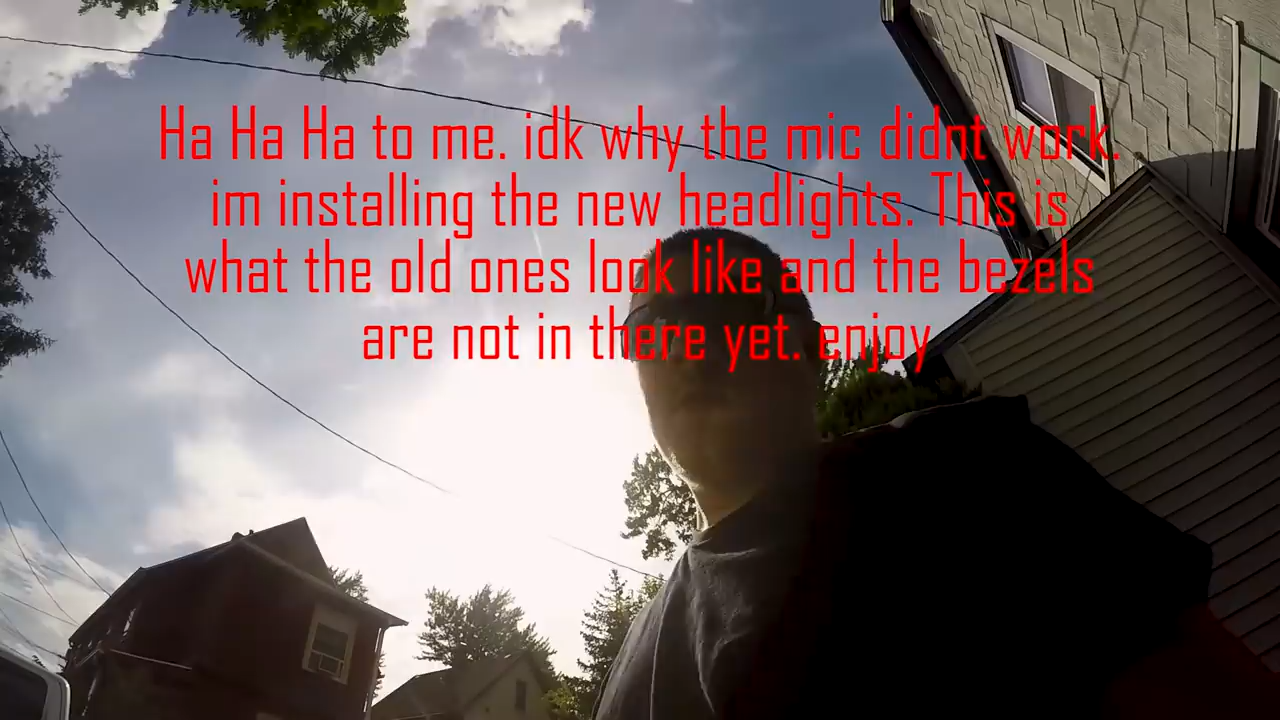 Ha Ha Ha to me. idk why the mic didnt work.
im installing the new headlights. This is
what the old ones look like and the bezels
are not in there yet. enjoy